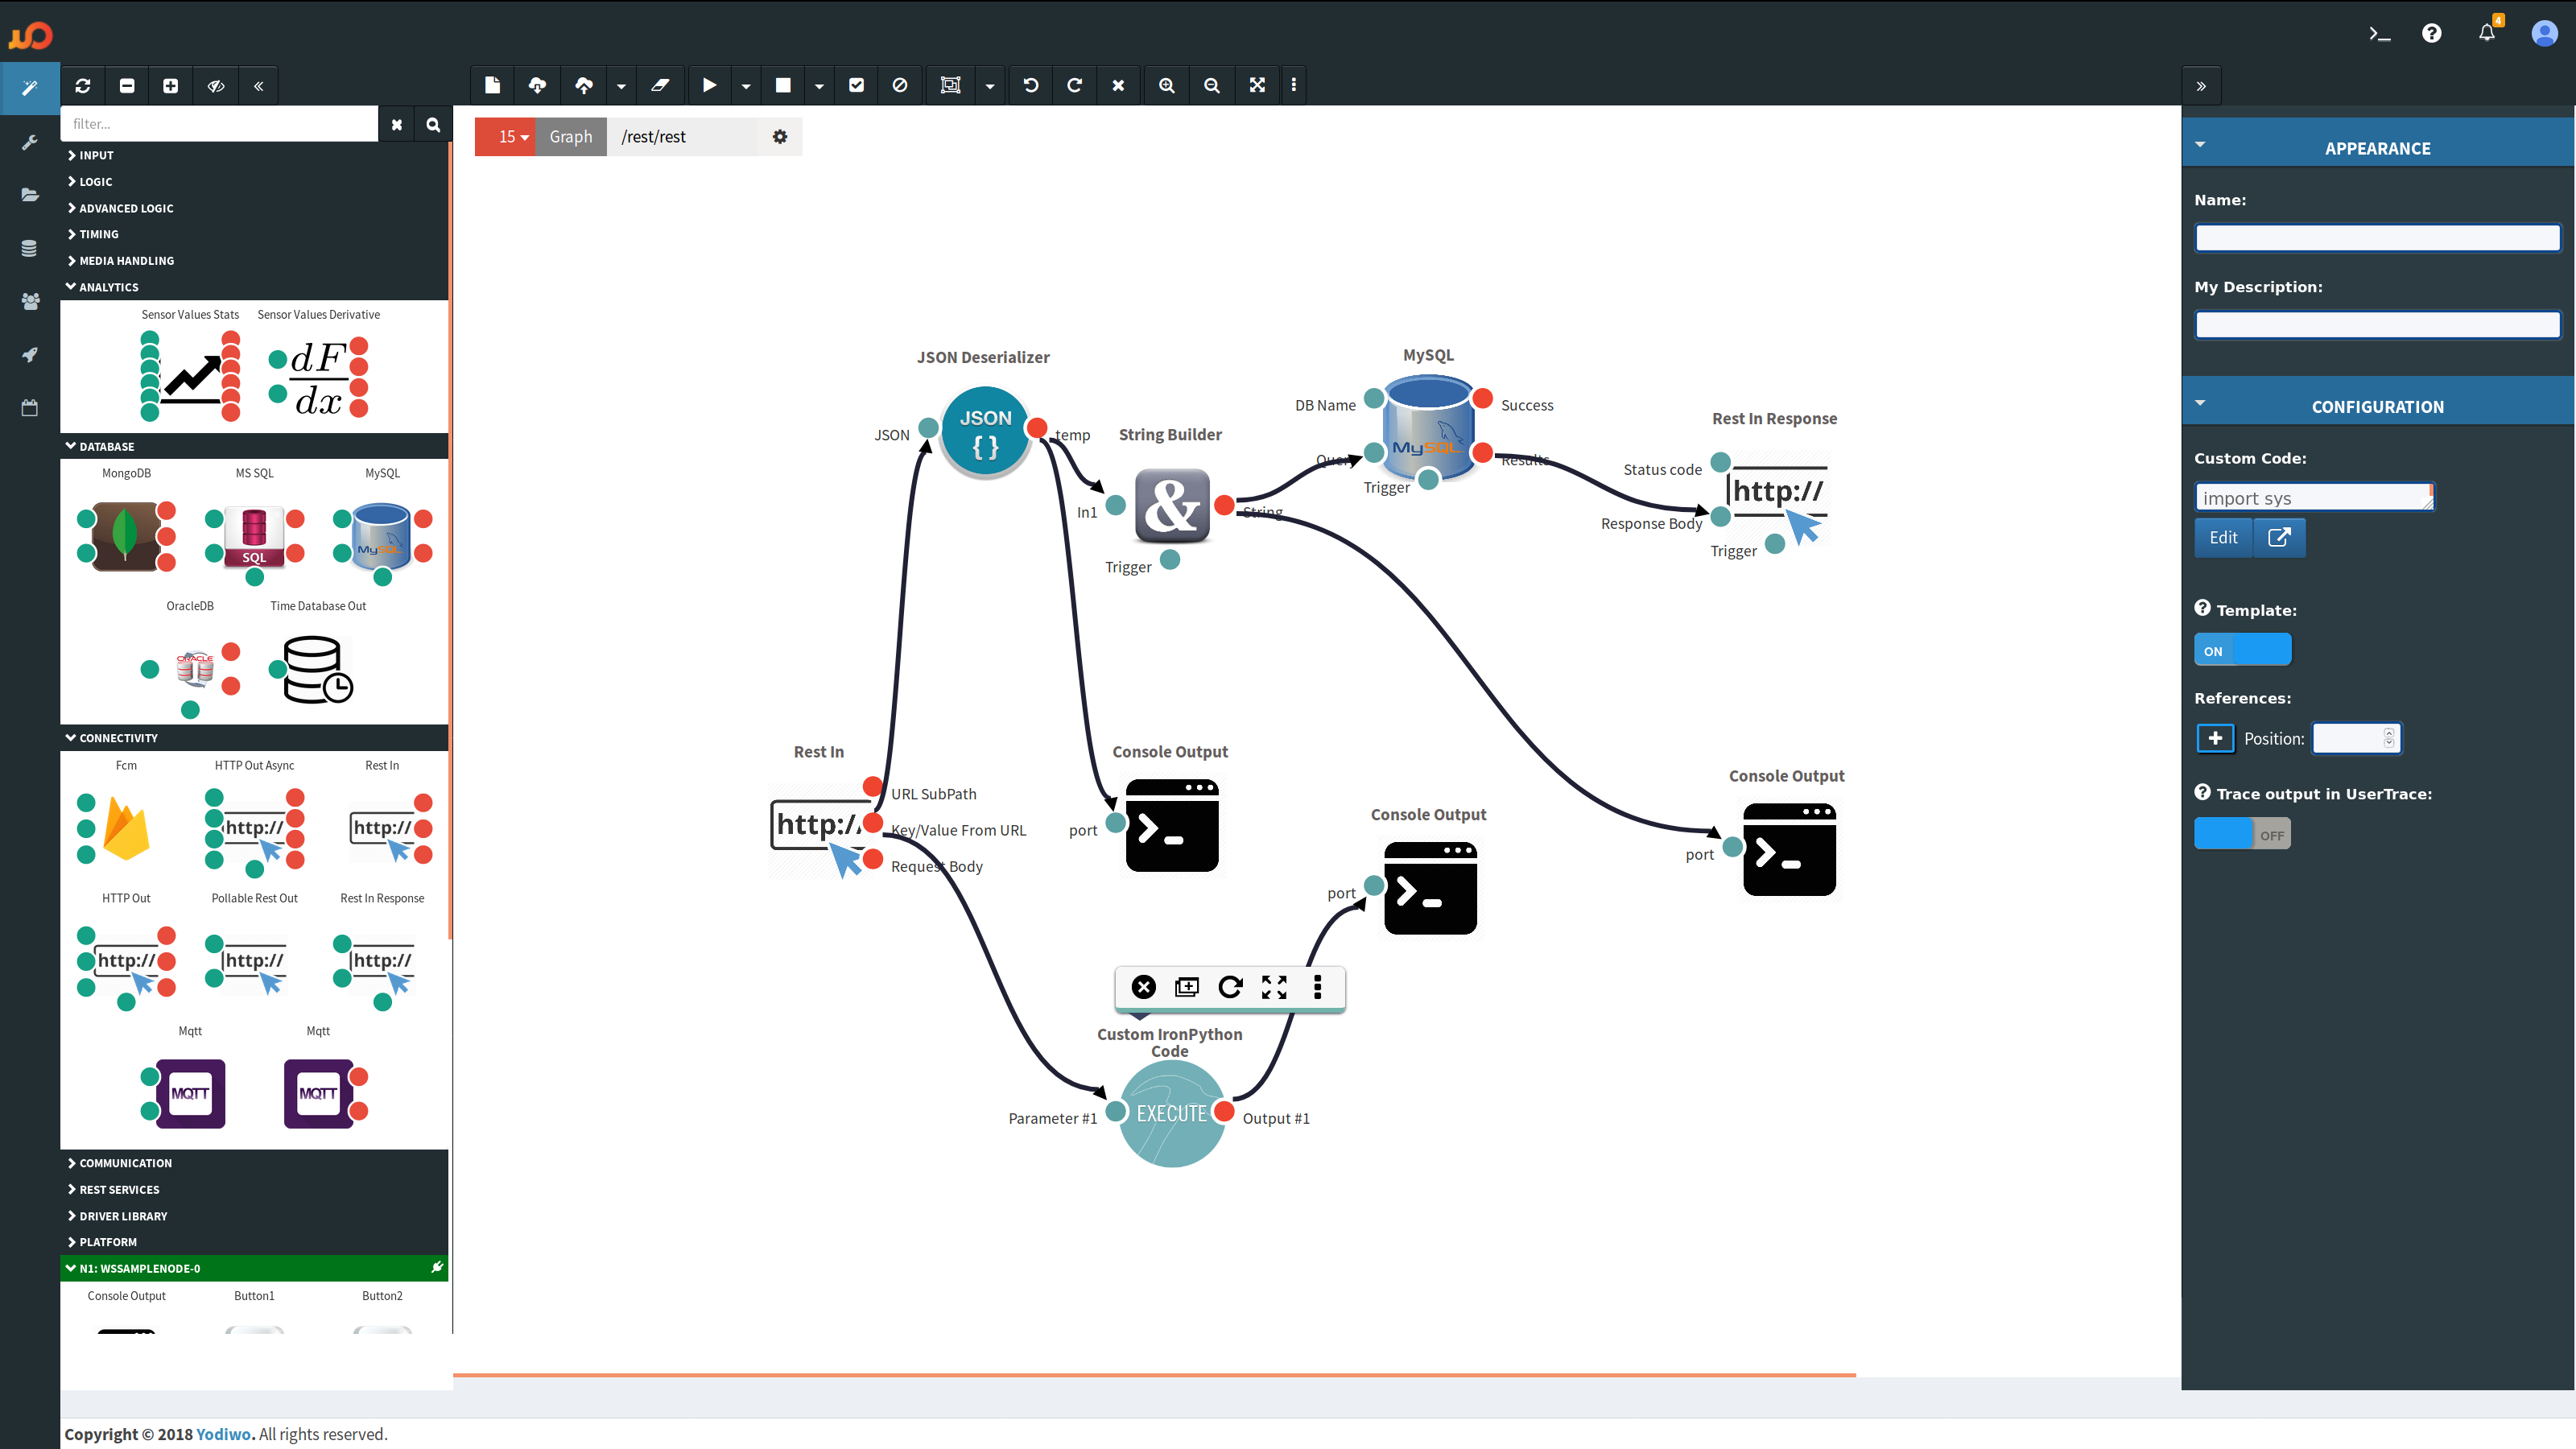 4
filter...
15 Graph /rest/rest
INPUT
LOGIC
ADVANCED LOGIC
TIMING
MEDIA HANDLING
ANALYTICS
Sensor Values Stats Sensor Values Derivative
dF
dx
DATABASE
MongoDB MS SQL MySQL
SQL MySQL
OracleDB Time Database Out
ORACLE
CONNECTIVITY
Fcm HTTP Out Async Rest In
http:// http://
HTTP Out Pollable Rest Out Rest In Response
http:// http:// http://
Mqtt Mqtt
MQTT MQTT
COMMUNICATION
REST SERVICES
DRIVER LIBRARY
PLATFORM
N1: WSSAMPLENODE-0
Console Output Button1 Button2
JSON Deserializer
JSON
JSON
{ }
temp
String Builder
In1
&
String
Trigger
MySQL
DB Name
Query
MySQL
Success
Results
Trigger
Rest In Response
Status code
http://
Response Body
Trigger
Rest In
http:/
URL SubPath
Key/Value From URL
Request Body
Console Output
port
Console Output
port
Console Output
port
Custom IronPython
Code
Parameter #1
EXECUTE
Output #1
APPEARANCE
Name:
My Description:
CONFIGURATION
Custom Code:
import sys
Edit
Template:
ON
References:
Position:
Trace output in UserTrace:
OFF
Copyright © 2018 Yodiwo. All rights reserved.